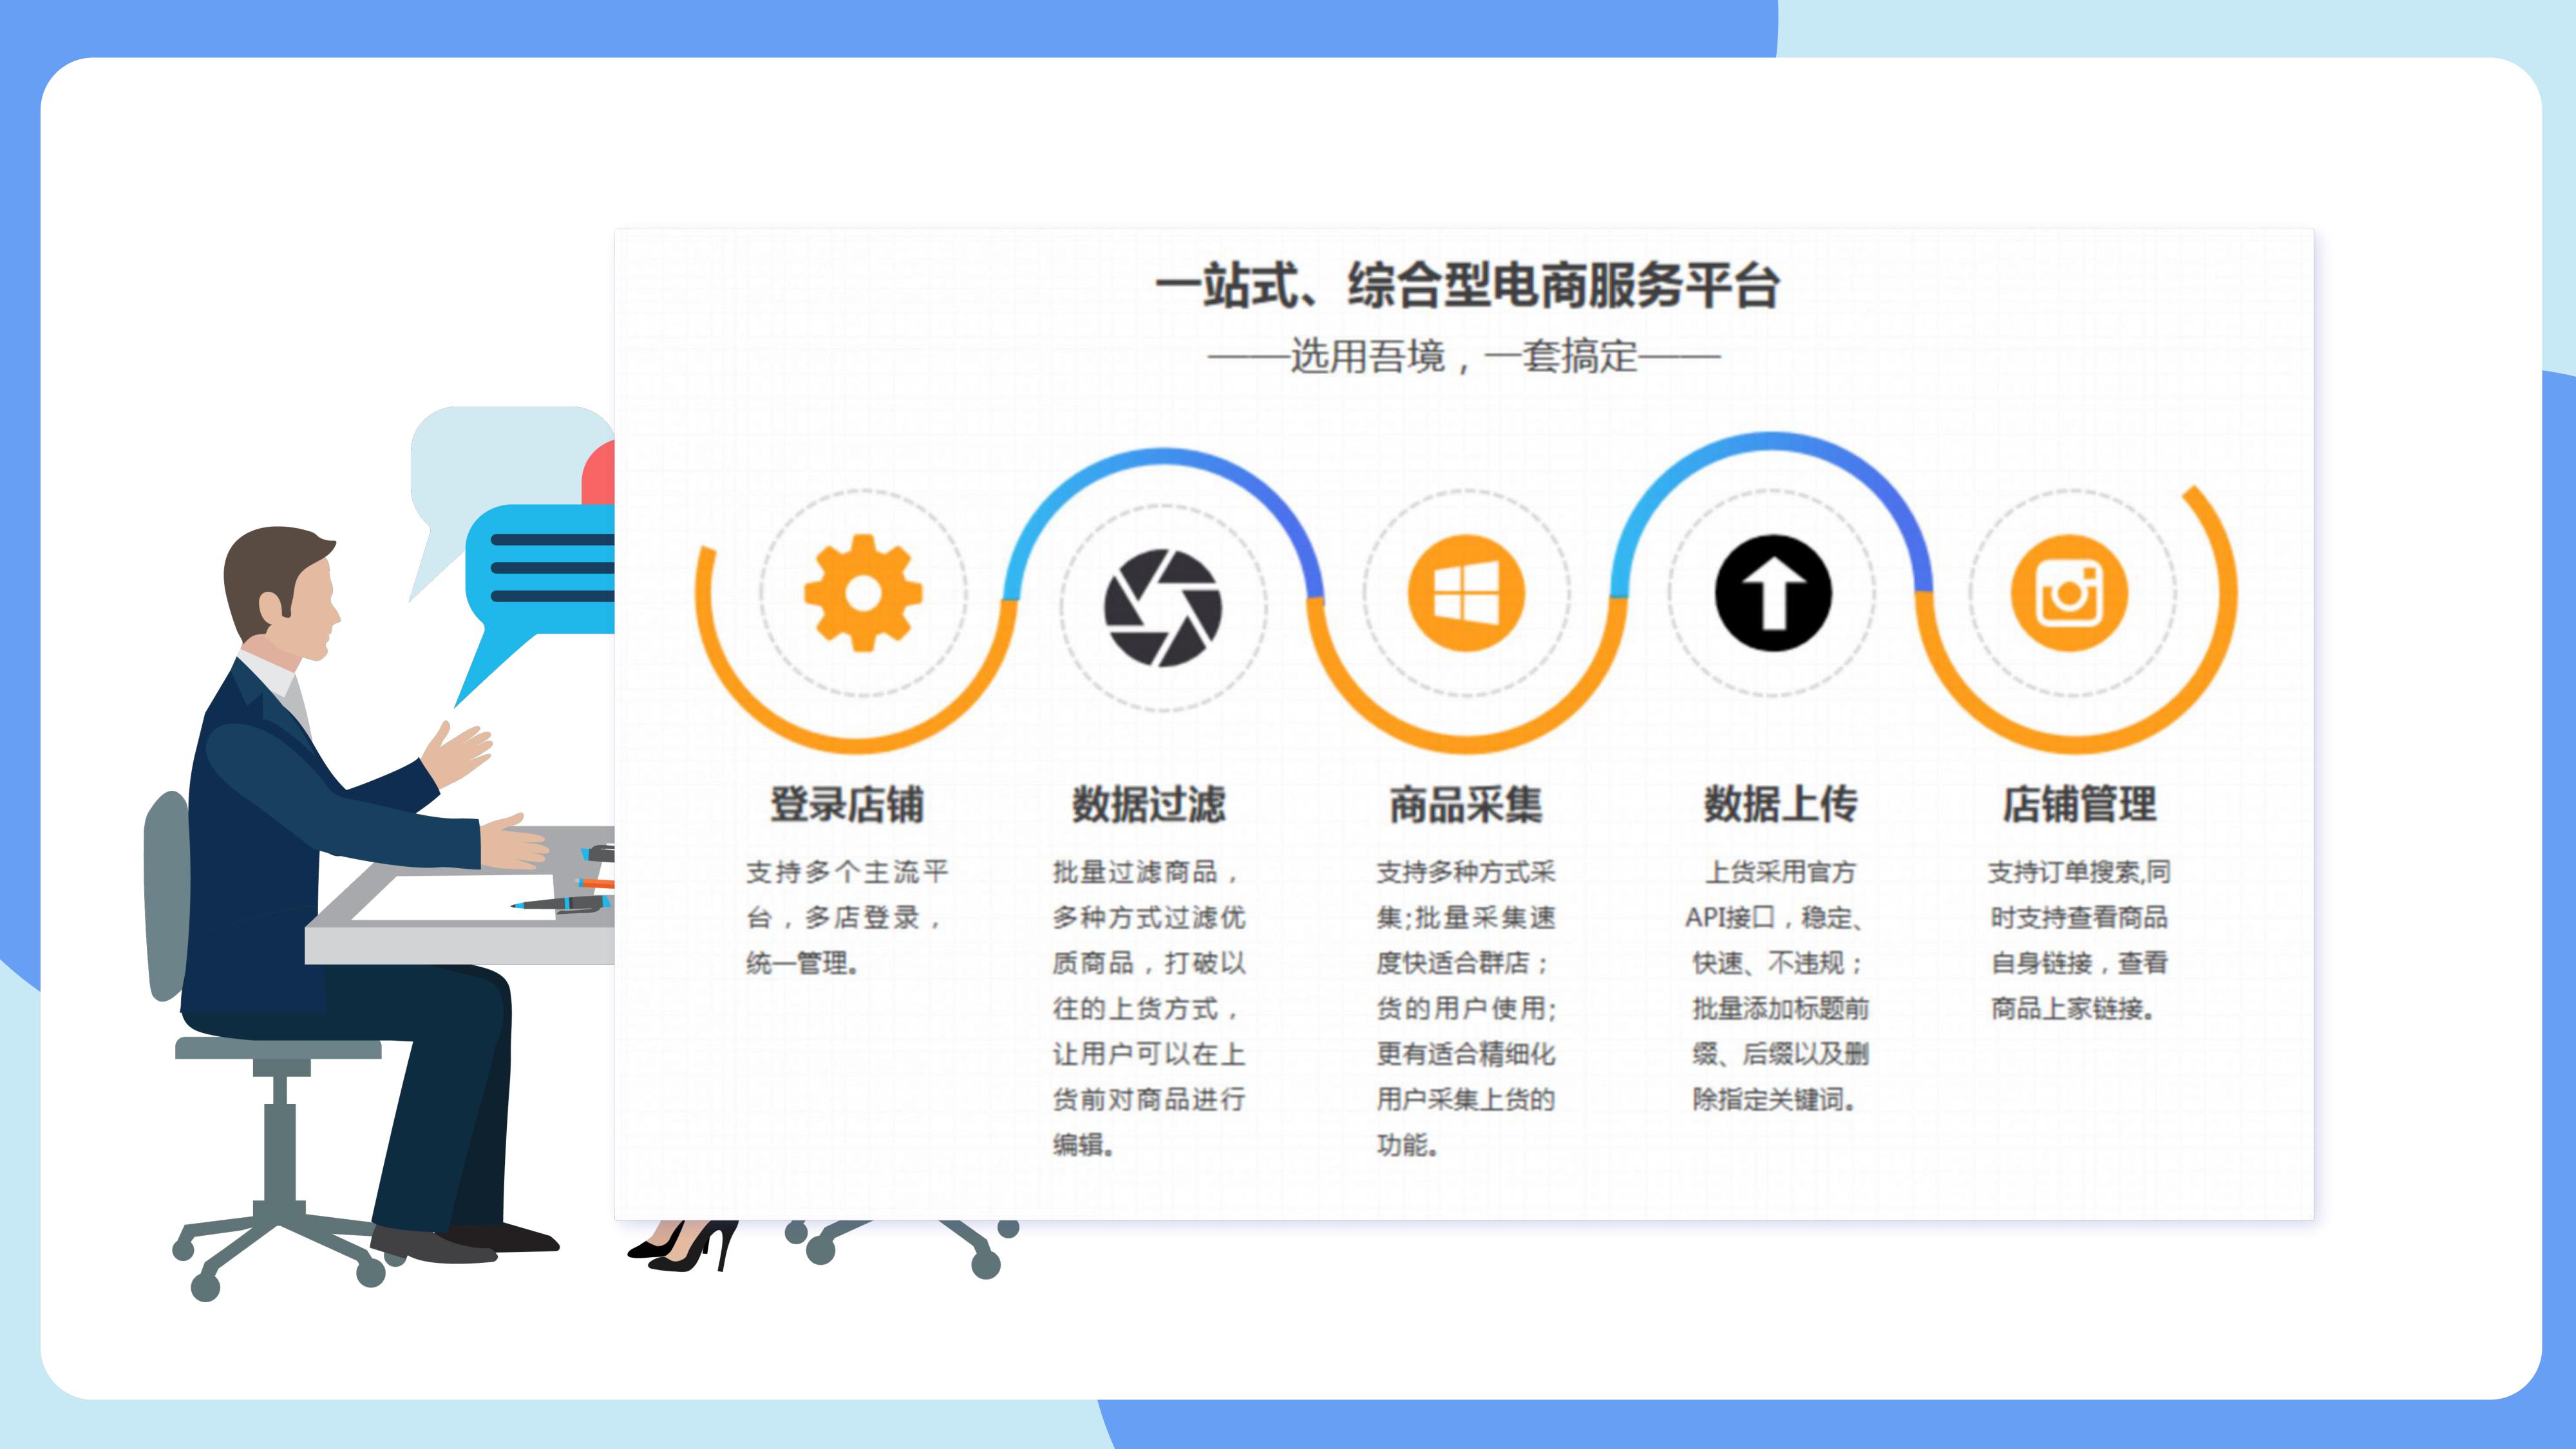 一站式、综合型电商服务平台
——选用吾境，一套搞定——
登录店铺
支持多个主流平
台，多店登录，
统一管理。
数据过滤
批量过滤商品，
多种方式过滤优
质商品，打破以
往的上货方式，
让用户可以在上
货前对商品进行
编辑。
商品采集
支持多种方式采
集;批量采集速
度快适合群店；
货的用户使用;
更有适合精细化
用户采集上货的
功能。
数据上传
上货采用官方
API接口，稳定、
快速、不违规；
批量添加标题前
缀、后缀以及删
除指定关键词。
店铺管理
支持订单搜索,同
时支持查看商品
自身链接，查看
商品上家链接。